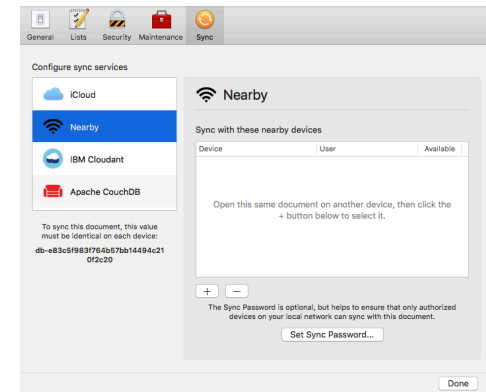 General Lists Security Maintenance Sync
Configure sync services
iCloud
Nearby
IBM Cloudant
Apache CouchDB
To sync this document, this value
must be identical on each device:
db-e83c5f983f764b57bb14494c21
0f2c20
Nearby
Sync with these nearby devices
Device User Available
Open this same document on another device, then click the
+ button below to select it.
+ −
The Sync Password is optional, but helps to ensure that only authorized
devices on your local network can sync with this document.
Set Sync Password...
Done